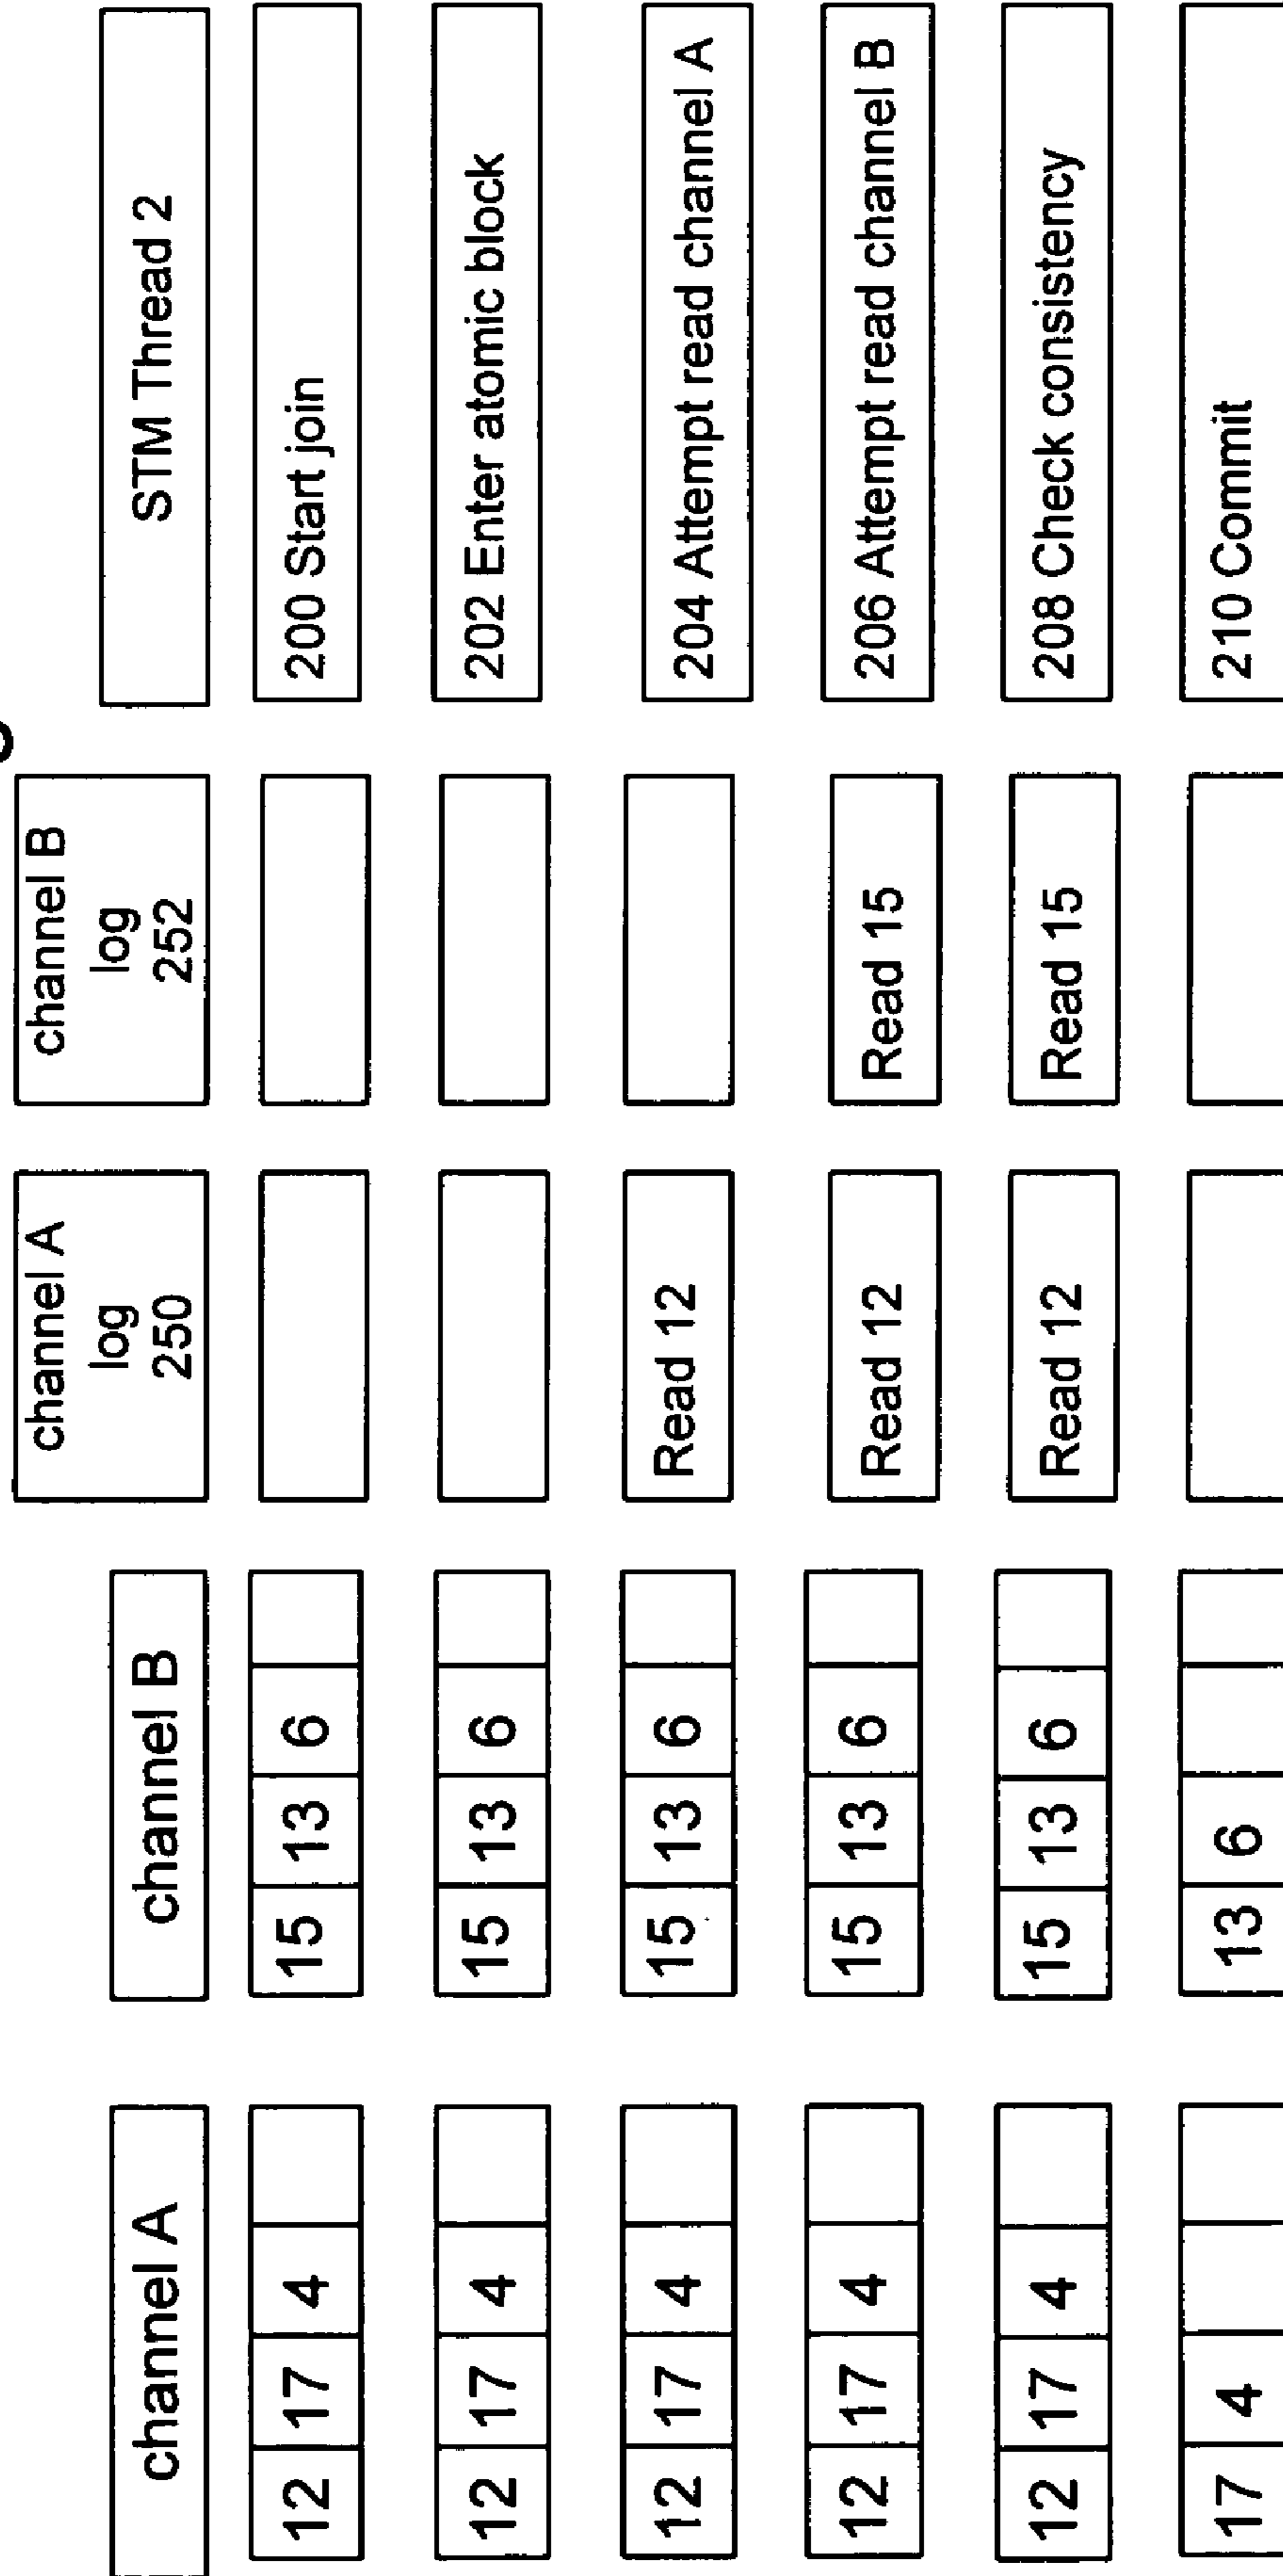 channel A
channel B
channel A
log
250
channel B
log
252
STM Thread 2
12 17 4 15 13 6 200 Start join
12 17 4 15 13 6 202 Enter atomic block
12 17 4 15 13 6 Read 12 204 Attempt read channel A
12 17 4 15 13 6 Read 12 Read 15 206 Attempt read channel B
12 17 4 15 13 6 Read 12 Read 15 208 Check consistency
17 4 13 6 210 Commit